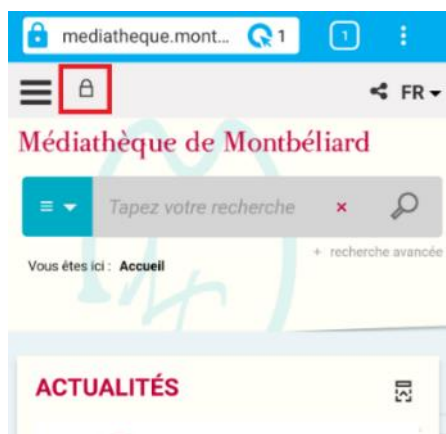 mediatheque.mont... 1 1
FR
Médiathèque de Montbéliard
Tapez votre recherche ×
+ recherche avancée
Vous êtes ici : Accueil
ACTUALITÉS